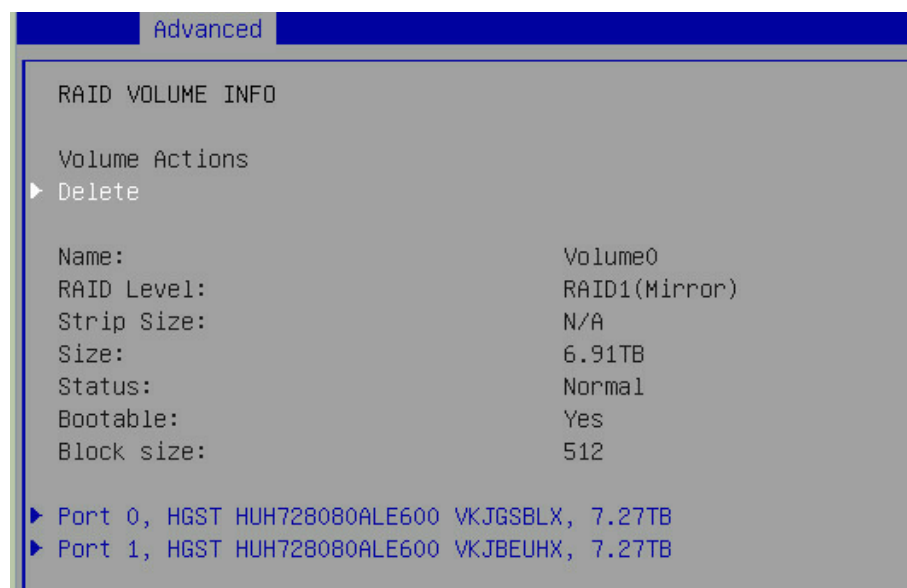 Advanced
RAID VOLUME INFO
Volume Actions
Delete
Name: Volume0
RAID Level: RAID1(Mirror)
Strip Size: N/A
Size: 6.91TB
Status: Normal
Bootable: Yes
Block size: 512
Port 0, HGST HUH728080ALE600 VKJGSBLX, 7.27TB
Port 1, HGST HUH728080ALE600 VKJBEUHX, 7.27TB